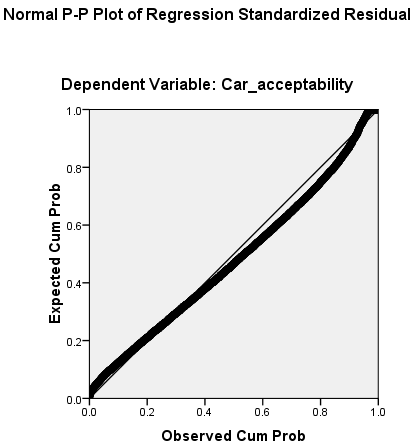 Normal P-P Plot of Regression Standardized Residual
Dependent Variable: Car_acceptability
1.0
0.8
0.6
0.4
0.2
0.0
Expected Cum Prob
0.0 0.2 0.4 0.6 0.8 1.0
Observed Cum Prob